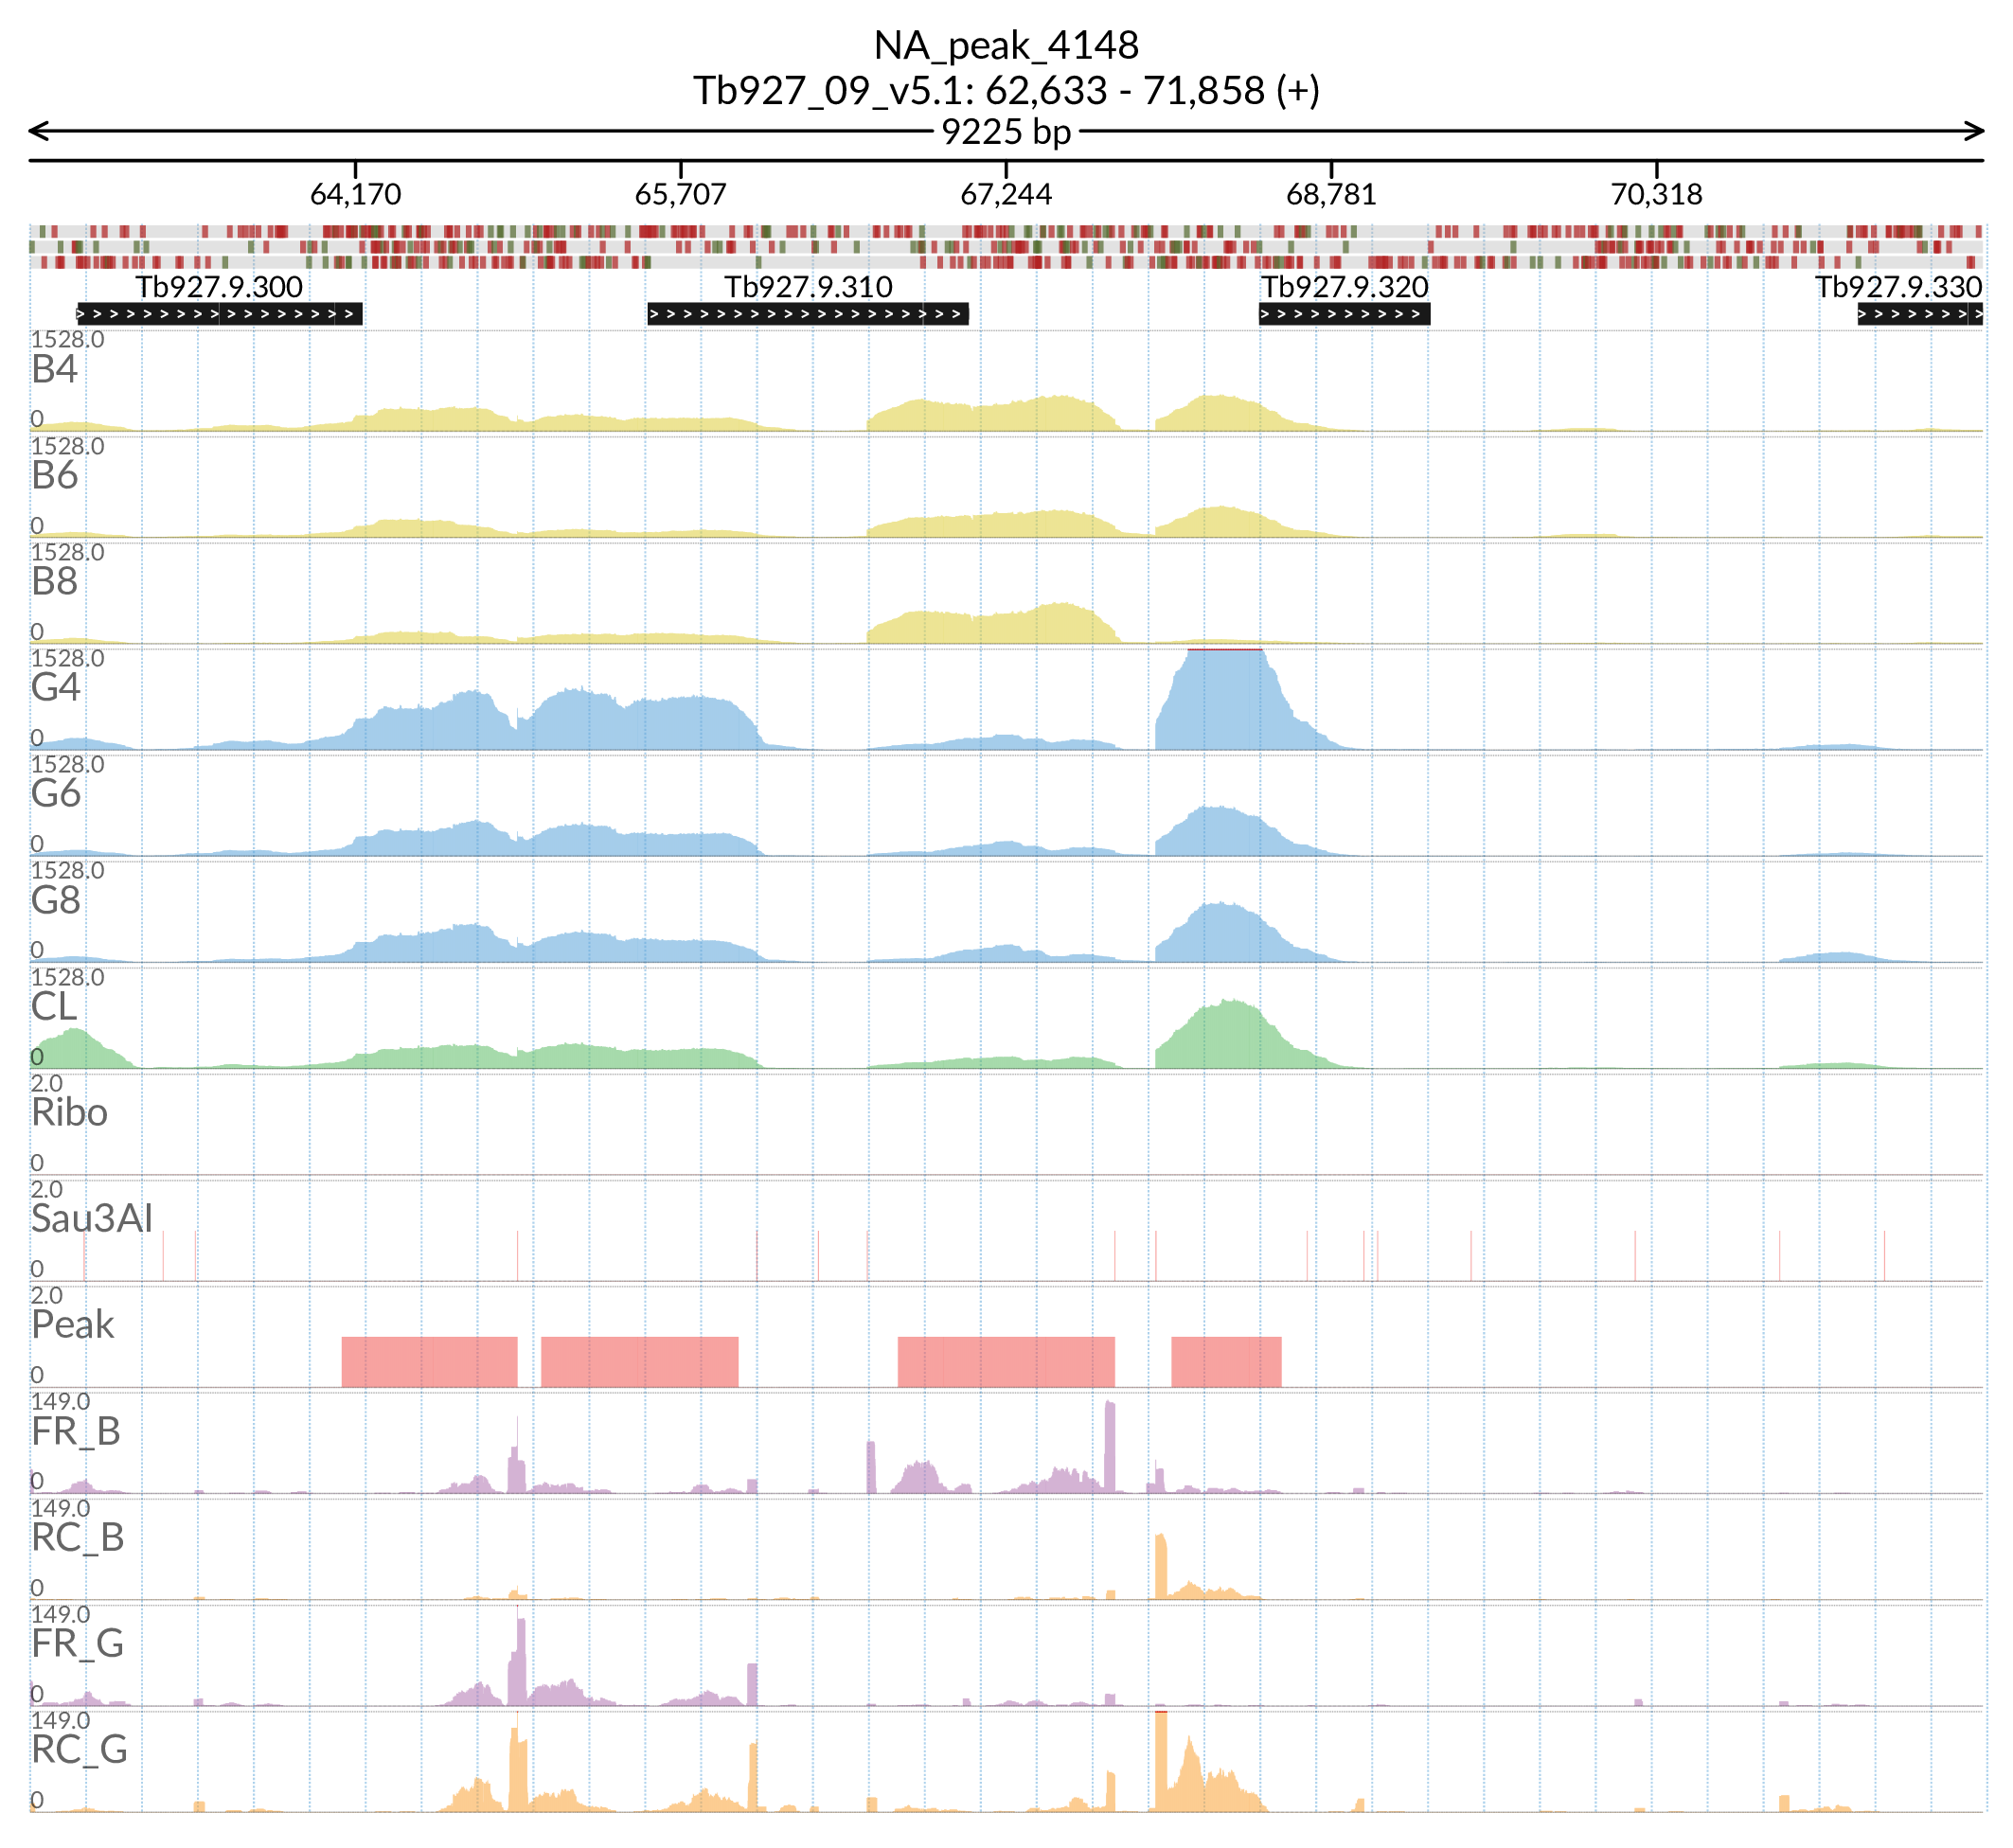 NA_peak_4148
Tb927_09_v5.1: 62,633 - 71,858 (+)
9225 bp
64,170 65,707 67,244 68,781 70,318
Tb927.9.300 Tb927.9.310 Tb927.9.320 Tb927.9.330
1528.0
B4
0
1528.0
B6
0
1528.0
B8
0
1528.0
G4
0
1528.0
G6
0
1528.0
G8
0
1528.0
CL
0
2.0
Ribo
0
2.0
Sau3AI
0
2.0
Peak
0
149.0
FR_B
0
149.0
RC_B
0
149.0
FR_G
0
149.0
RC_G
0